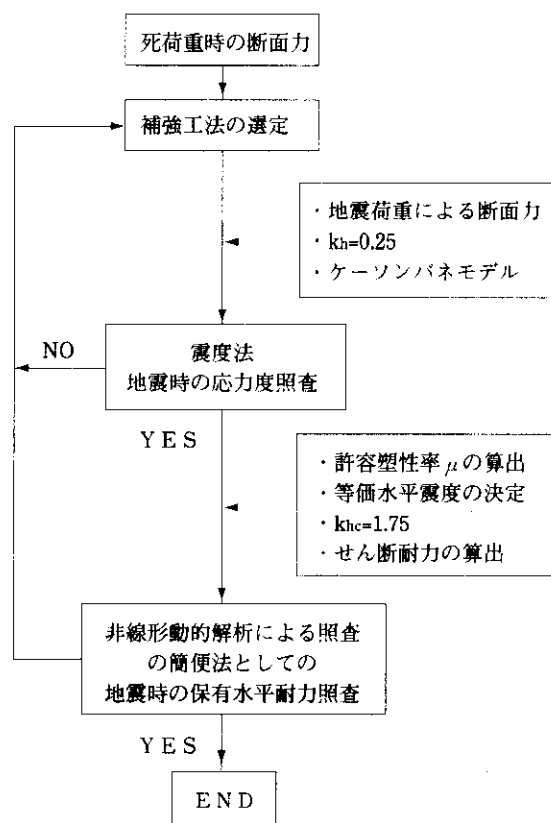 死荷重時の断面力
補強工法の選定
・地震荷重による断面力
・kh=0.25
・ケーソンバネモデル
NO
震度法
地震時の応力度照査
YES
・許容塑性率μの算出
・等価水平震度の決定
・khc=1.75
・せん断耐力の算出
非線形動的解析による照査
の簡便法としての
地震時の保有水平耐力照査
YES
END